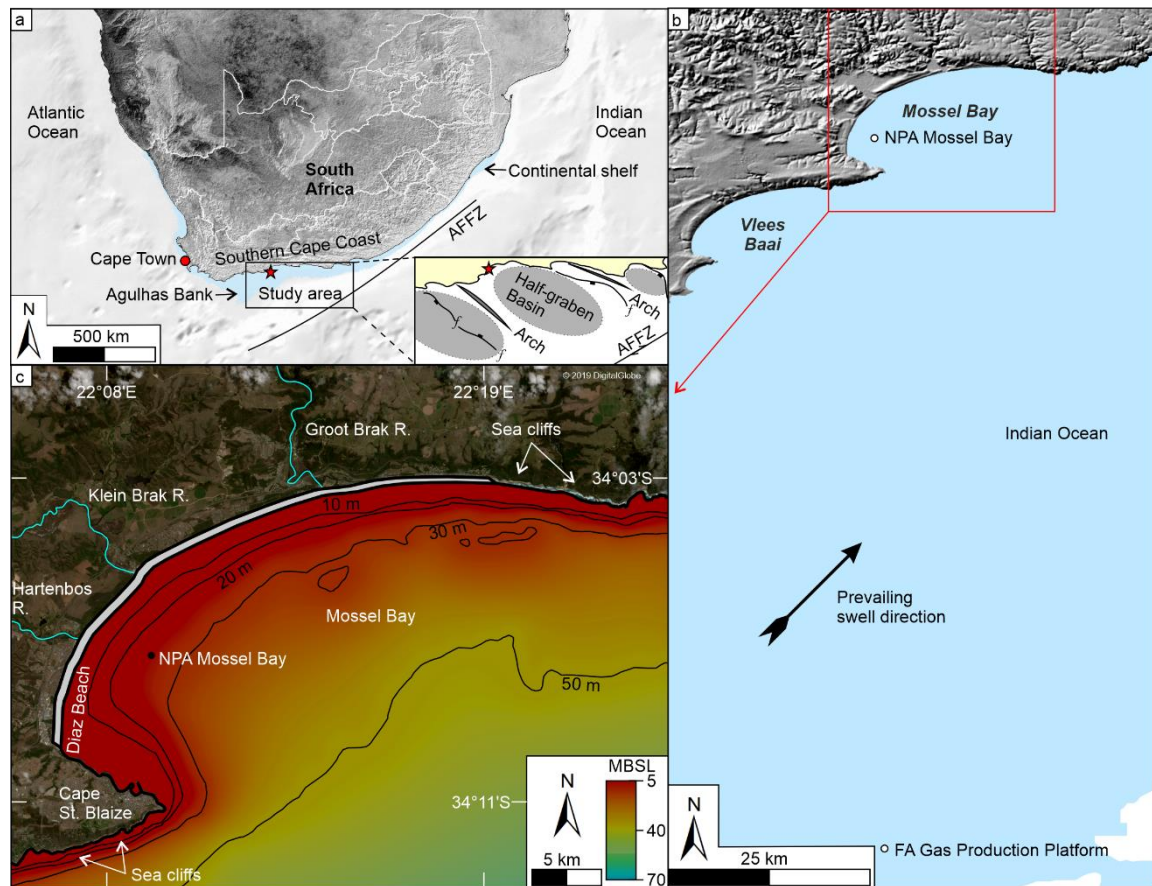 a
Atlantic
Ocean
Indian
Ocean
South
Africa
Continental shelf
AFFZ
Southern Cape Coast
Cape Town
Agulhas Bank
Study area
N
500 km
Half-graben
Basin
Arch
Arch
AFFZ
f
f
f
f
b
Mossel Bay
NPA Mossel Bay
Vlees
Baai
Indian Ocean
Prevailing
swell direction
N
25 km
FA Gas Production Platform
c
22°08'E
22°19'E
© 2019 DigitalGlobe
Groot Brak R.
Sea cliffs
34°03'S
Klein Brak R.
10 m
30 m
20 m
Hartenbos
R.
Mossel Bay
NPA Mossel Bay
Diaz Beach
50 m
Cape
St. Blaize
34°11'S
Sea cliffs
N
5 km
MBSL
5
40
70